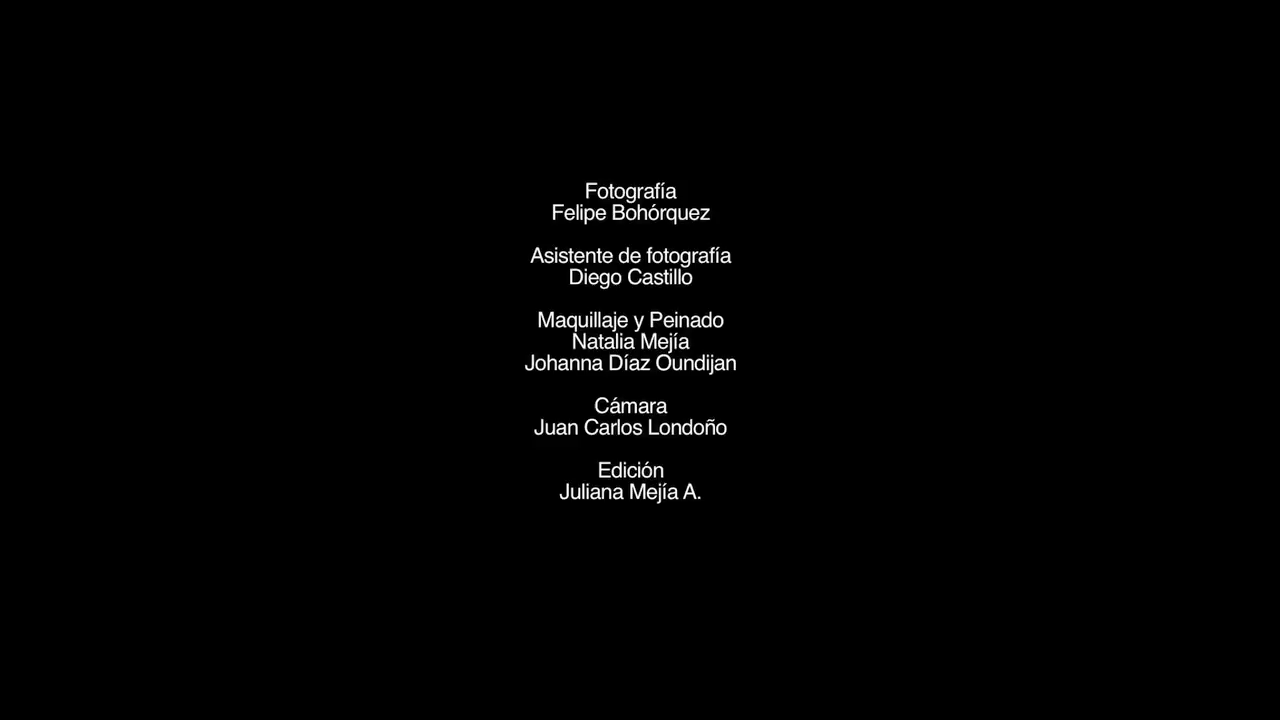 Fotografía
Felipe Bohórquez
Asistente de fotografía
Diego Castillo
Maquillaje y Peinado
Natalia Mejía
Johanna Díaz Oundijan
Cámara
Juan Carlos Londoño
Edición
Juliana Mejía A.